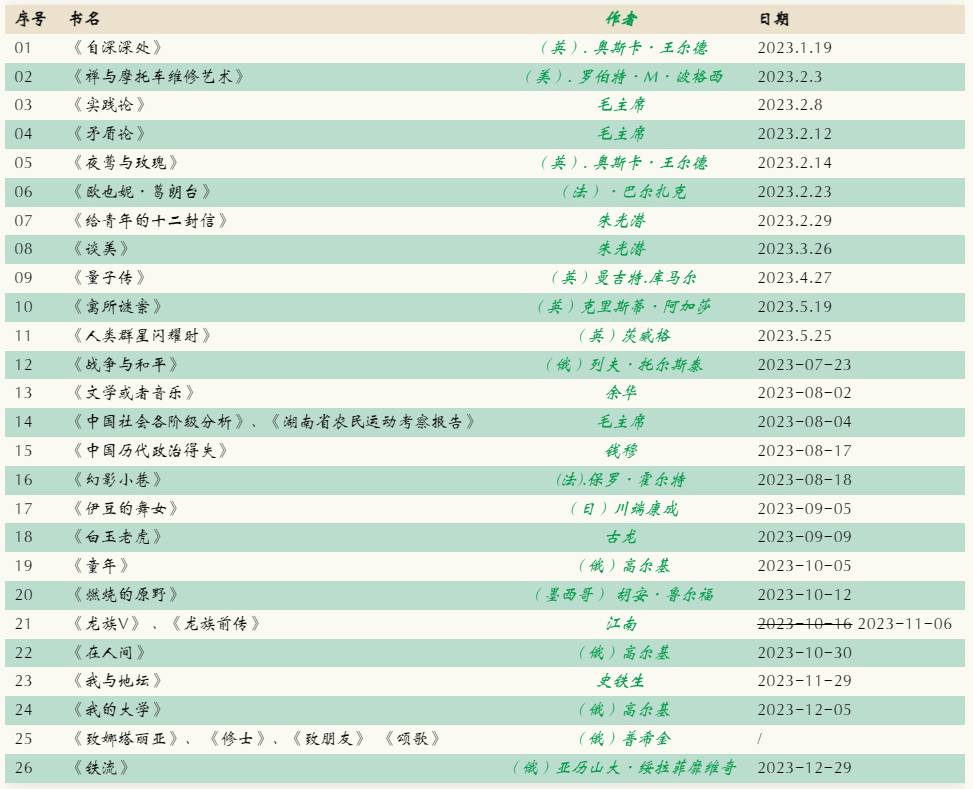 序号 书名 作者 日期
01 《自深深处》 （英）. 奥斯卡·王尔德 2023.1.19
02 《禅与摩托车维修艺术》 （美）. 罗伯特·M·波格西 2023.2.3
03 《实践论》 毛主席 2023.2.8
04 《矛盾论》 毛主席 2023.2.12
05 《夜莺与玫瑰》 （英）. 奥斯卡·王尔德 2023.2.14
06 《欧也妮·葛朗台》 （法）·巴尔扎克 2023.2.23
07 《给青年的十二封信》 朱光潜 2023.2.29
08 《谈美》 朱光潜 2023.3.26
09 《量子传》 （英）曼吉特.库马尔 2023.4.27
10 《寓所谜案》 （英）克里斯蒂·阿加莎 2023.5.19
11 《人类群星闪耀时》 （英）茨威格 2023.5.25
12 《战争与和平》 （俄）列夫·托尔斯泰 2023-07-23
13 《文学或者音乐》 余华 2023-08-02
14 《中国社会各阶级分析》、《湖南省农民运动考察报告》 毛主席 2023-08-04
15 《中国历代政治得失》 钱穆 2023-08-17
16 《幻影小巷》 (法).保罗·霍尔特 2023-08-18
17 《伊豆的舞女》 （日）川端康成 2023-09-05
18 《白玉老虎》 古龙 2023-09-09
19 《童年》 （俄）高尔基 2023-10-05
20 《燃烧的原野》 （墨西哥） 胡安·鲁尔福 2023-10-12
21 《龙族V》 、《龙族前传》 江南 2023-10-16 2023-11-06
22 《在人间》 （俄）高尔基 2023-10-30
23 《我与地坛》 史铁生 2023-11-29
24 《我的大学》 （俄）高尔基 2023-12-05
25 《致娜塔丽亚》、 《修士》、《致朋友》 《颂歌》 （俄）普希金 /
26 《铁流》 （俄）亚历山大·绥拉菲靡维奇 2023-12-29